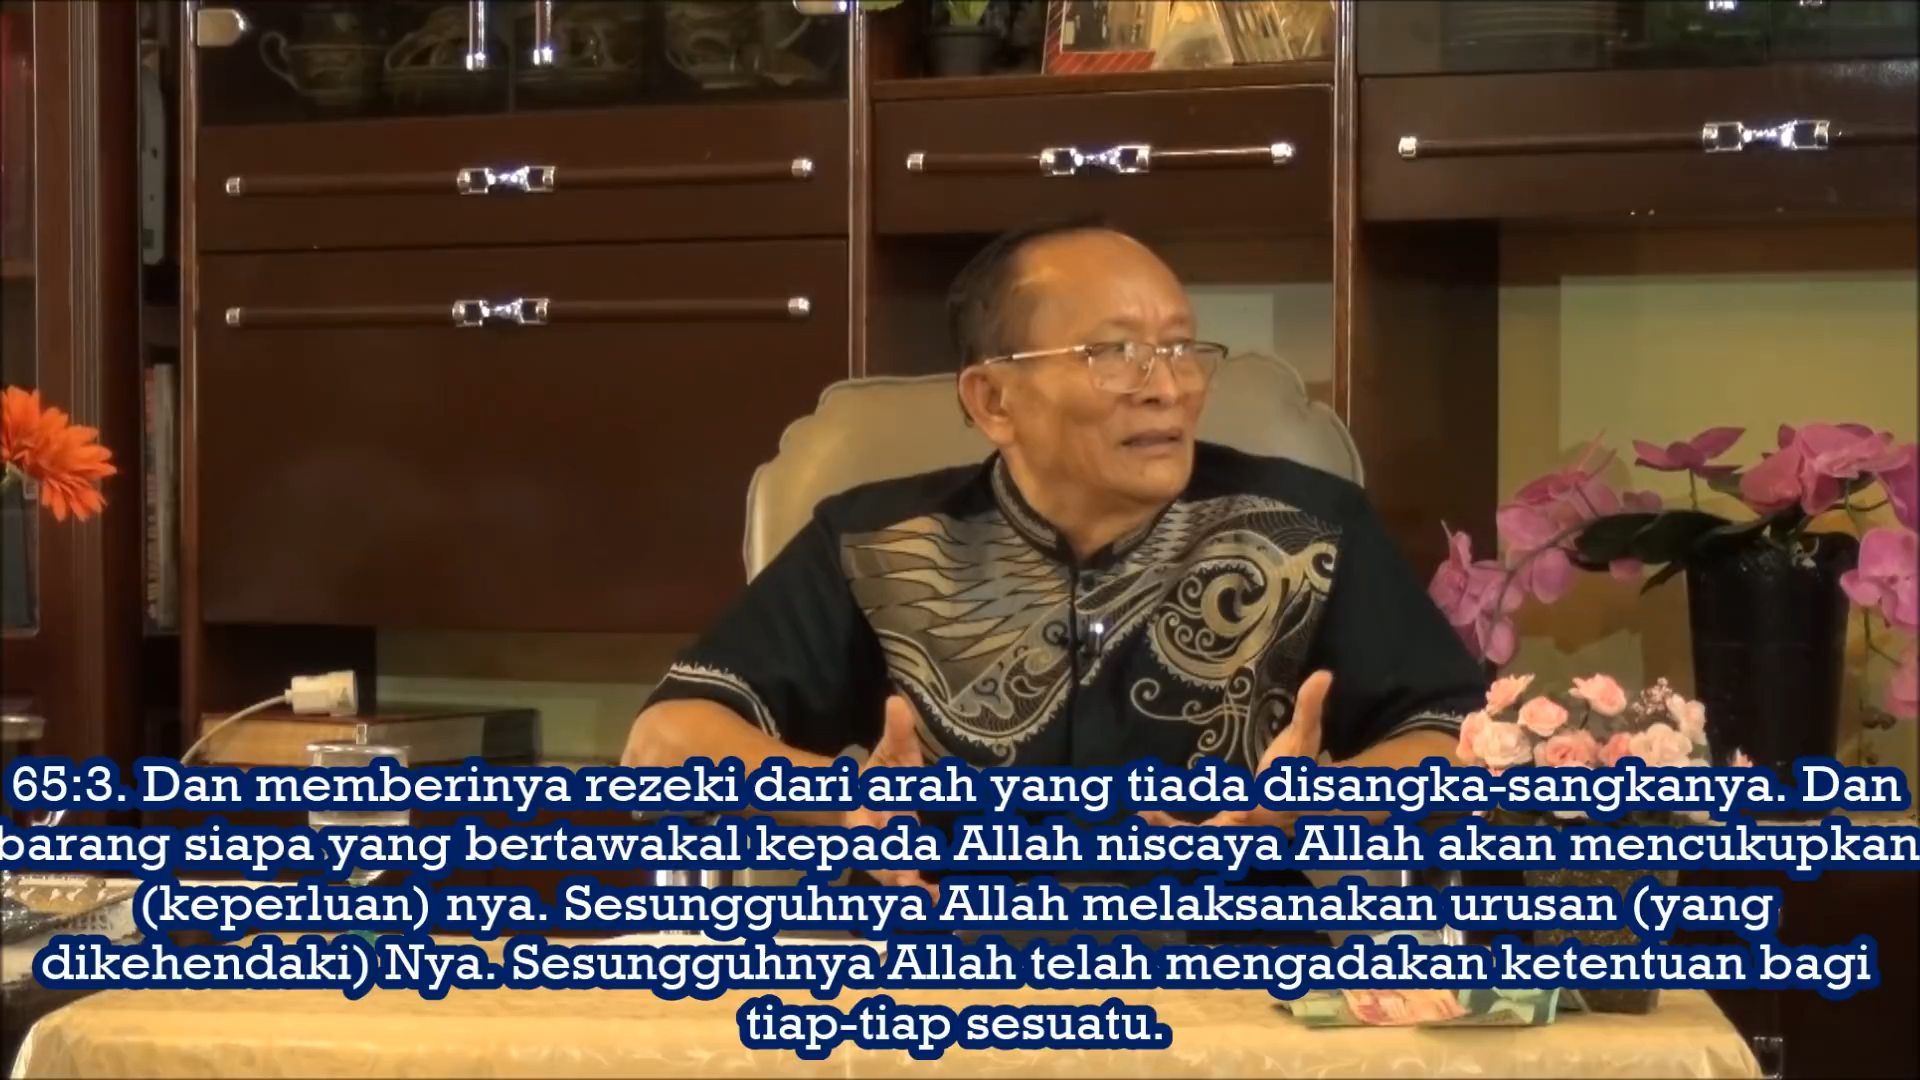 65:3. Dan memberinya rezeki dari arah yang tiada disangka-sangkanya. Dan
barang siapa yang bertawakal kepada Allah niscaya Allah akan mencukupkan
(keperluan) nya. Sesungguhnya Allah melaksanakan urusan (yang
dikehendaki) Nya. Sesungguhnya Allah telah mengadakan ketentuan bagi
tiap-tiap sesuatu.